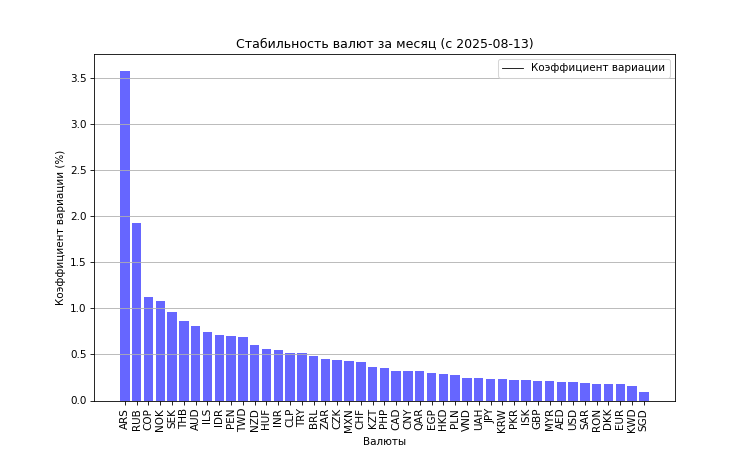 Стабильность валют за месяц (с 2025-08-13)
Коэффициент вариации
Коэффициент вариации (%)
3.5
3.0
2.5
2.0
1.5
1.0
0.5
0.0
ARS RUB COP NOK SEK THB AUD ILS IDR PEN TWD NZD HUF INR CLP TRY BRL ZAR CZK MXN CHF KZT PHP CAD CNY QAR EGP HKD PLN VND UAH JPY KRW PKR ISK GBP MYR AED USD SAR RON DKK EUR KWD SGD
Валюты